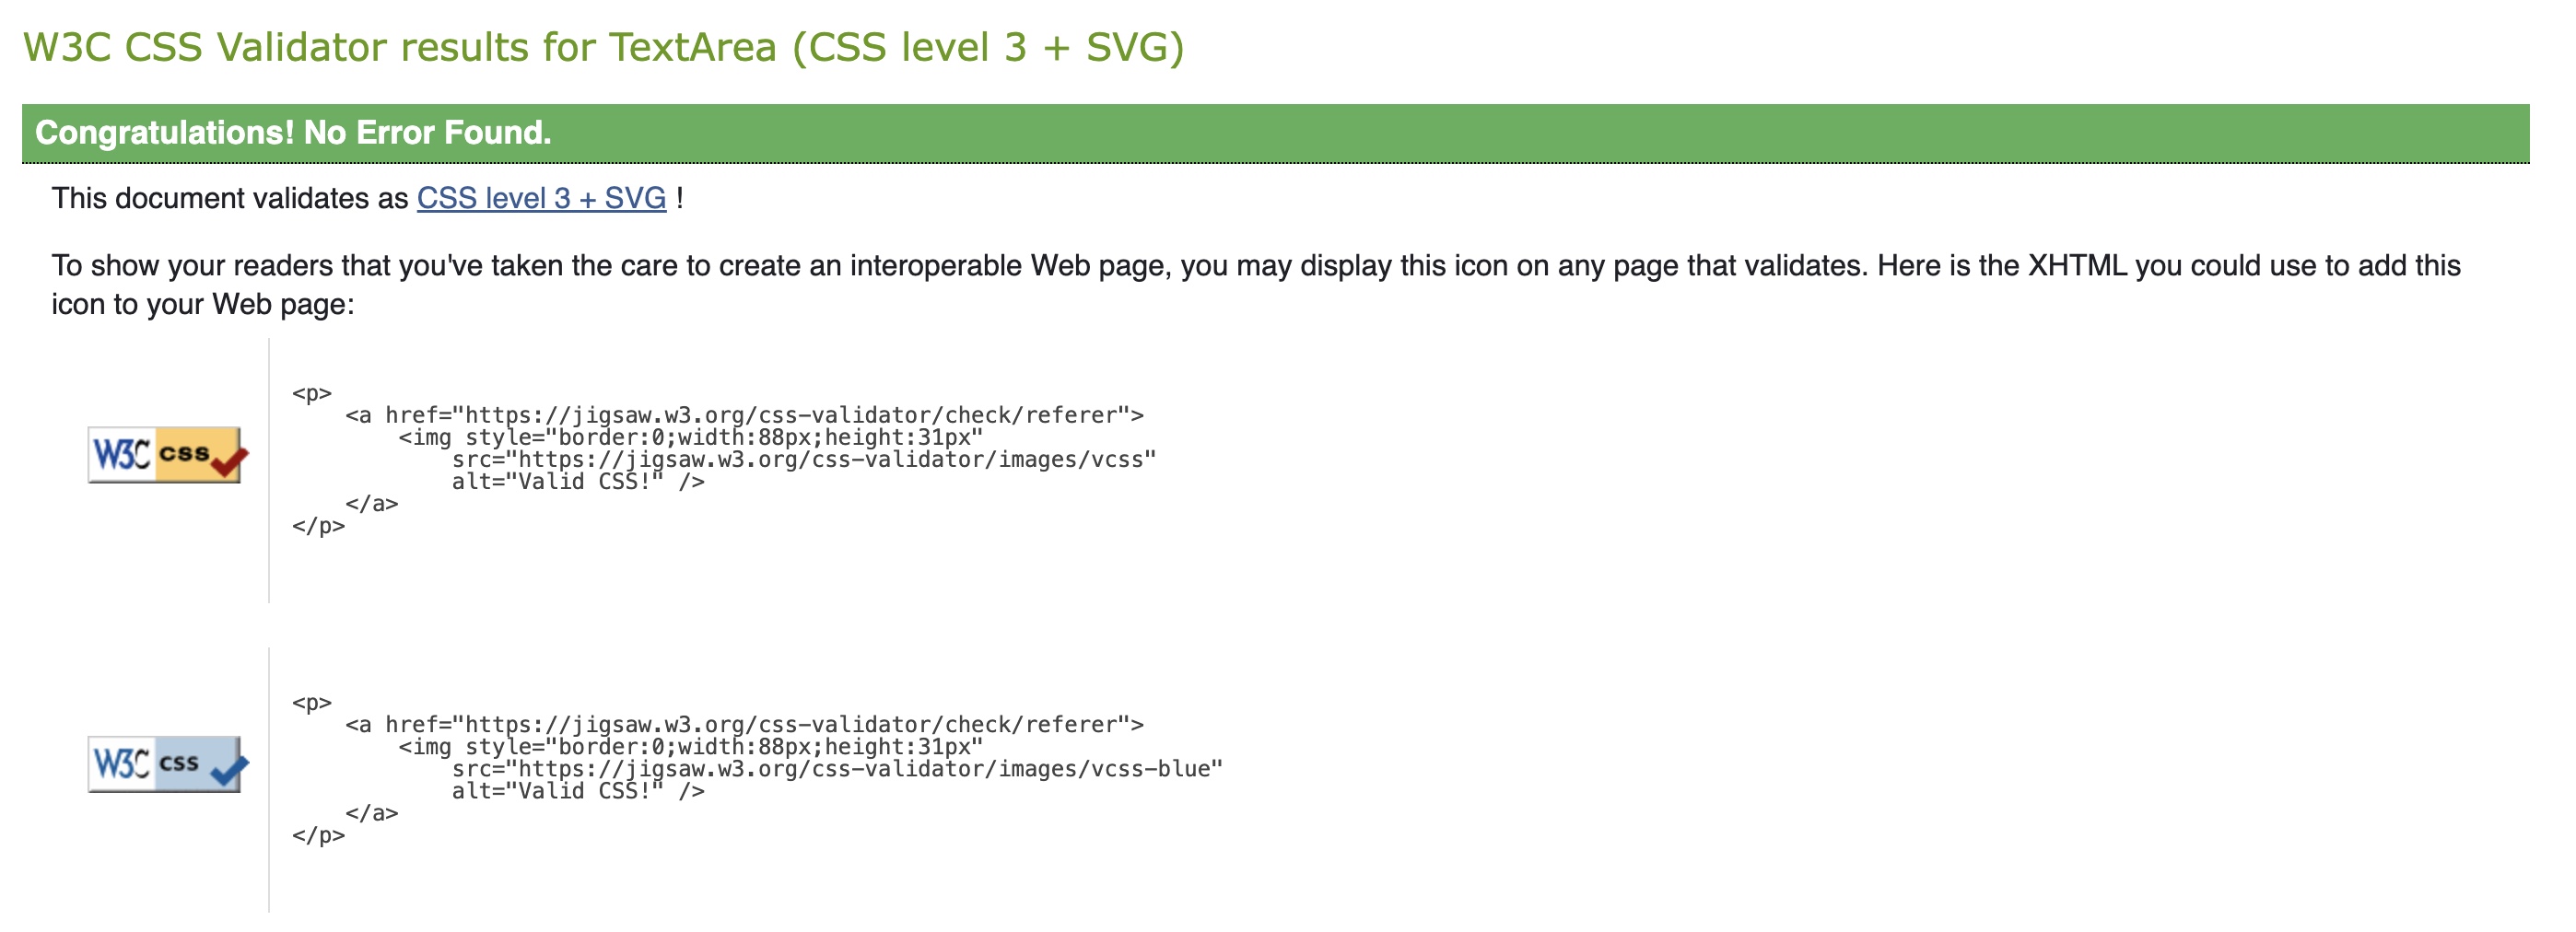 W3C CSS Validator results for TextArea (CSS level 3 + SVG)
Congratulations! No Error Found.
This document validates as CSS level 3 + SVG !
To show your readers that you've taken the care to create an interoperable Web page, you may display this icon on any page that validates. Here is the XHTML you could use to add this
icon to your Web page:
W3C css
<p>
    <a href="https://jigsaw.w3.org/css-validator/check/referer">
        <img style="border:0;width:88px;height:31px"
            src="https://jigsaw.w3.org/css-validator/images/vcss"
            alt="Valid CSS!" />
    </a>
</p>
W3C css
<p>
    <a href="https://jigsaw.w3.org/css-validator/check/referer">
        <img style="border:0;width:88px;height:31px"
            src="https://jigsaw.w3.org/css-validator/images/vcss-blue"
            alt="Valid CSS!" />
    </a>
</p>